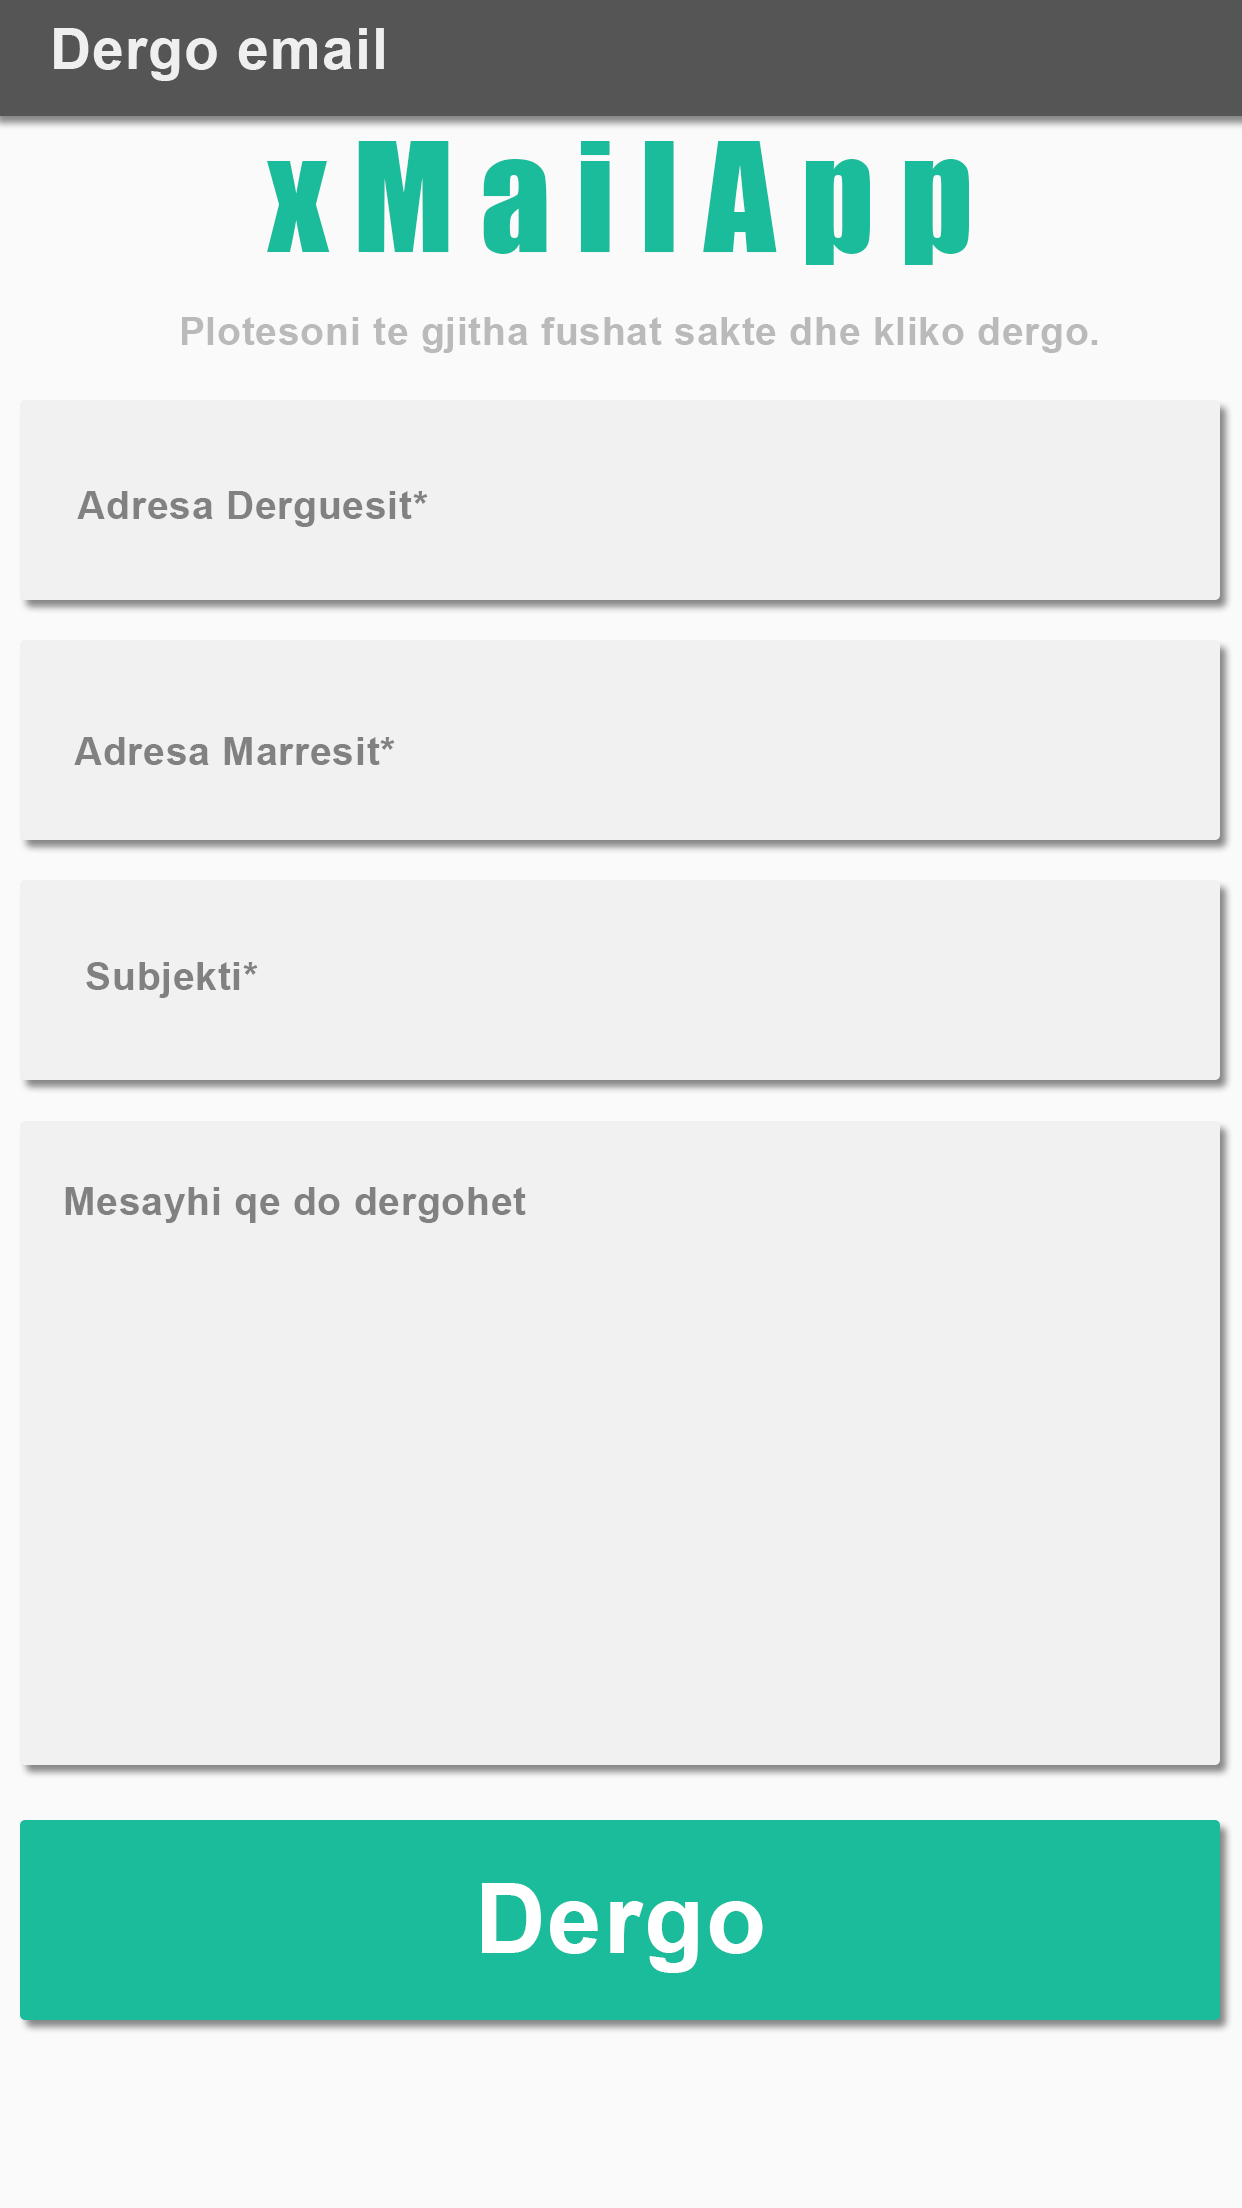 Dergo email
xMailApp
Plotesoni te gjitha fushat sakte dhe kliko dergo.
Adresa Derguesit*
Adresa Marresit*
Subjekti*
Mesayhi qe do dergohet
Dergo